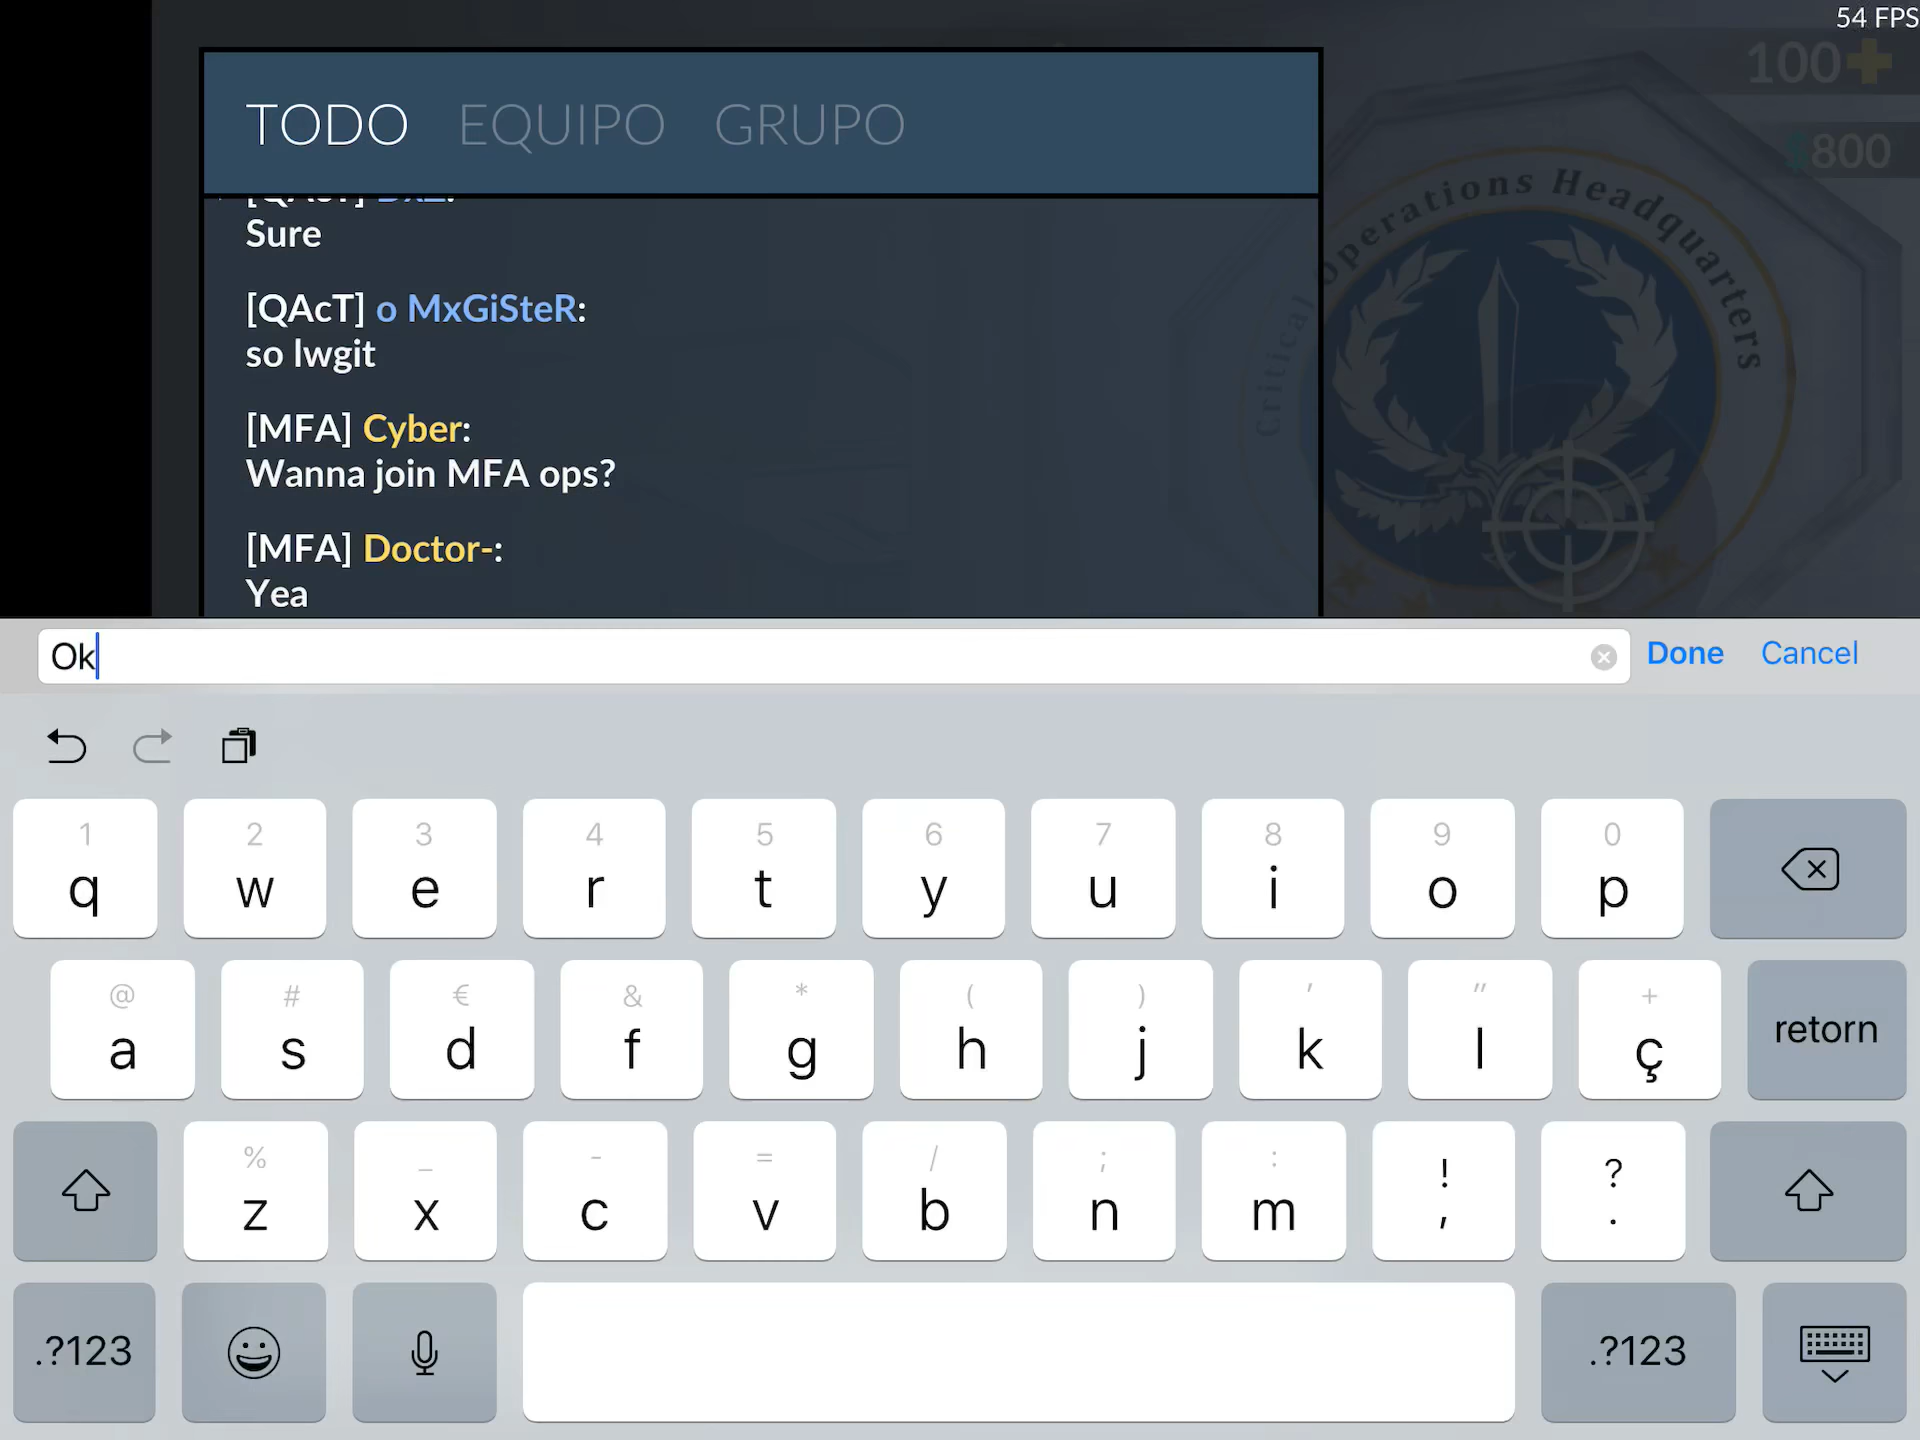 54 FPS
100
$800
TODO EQUIPO GRUPO
Sure
[QAcT] o MxGiSteR:
so lwgit
[MFA] Cyber:
Wanna join MFA ops?
[MFA] Doctor-:
Yea
Critical Operations Headquarters
Ok
Done Cancel
1 2 3 4 5 6 7 8 9 0
q w e r t y u i o p
@ # € & * ( ) ' " +
a s d f g h j k l ç retorn
% _ - = / ; : ! ?
z x c v b n m , .
.?123 .?123